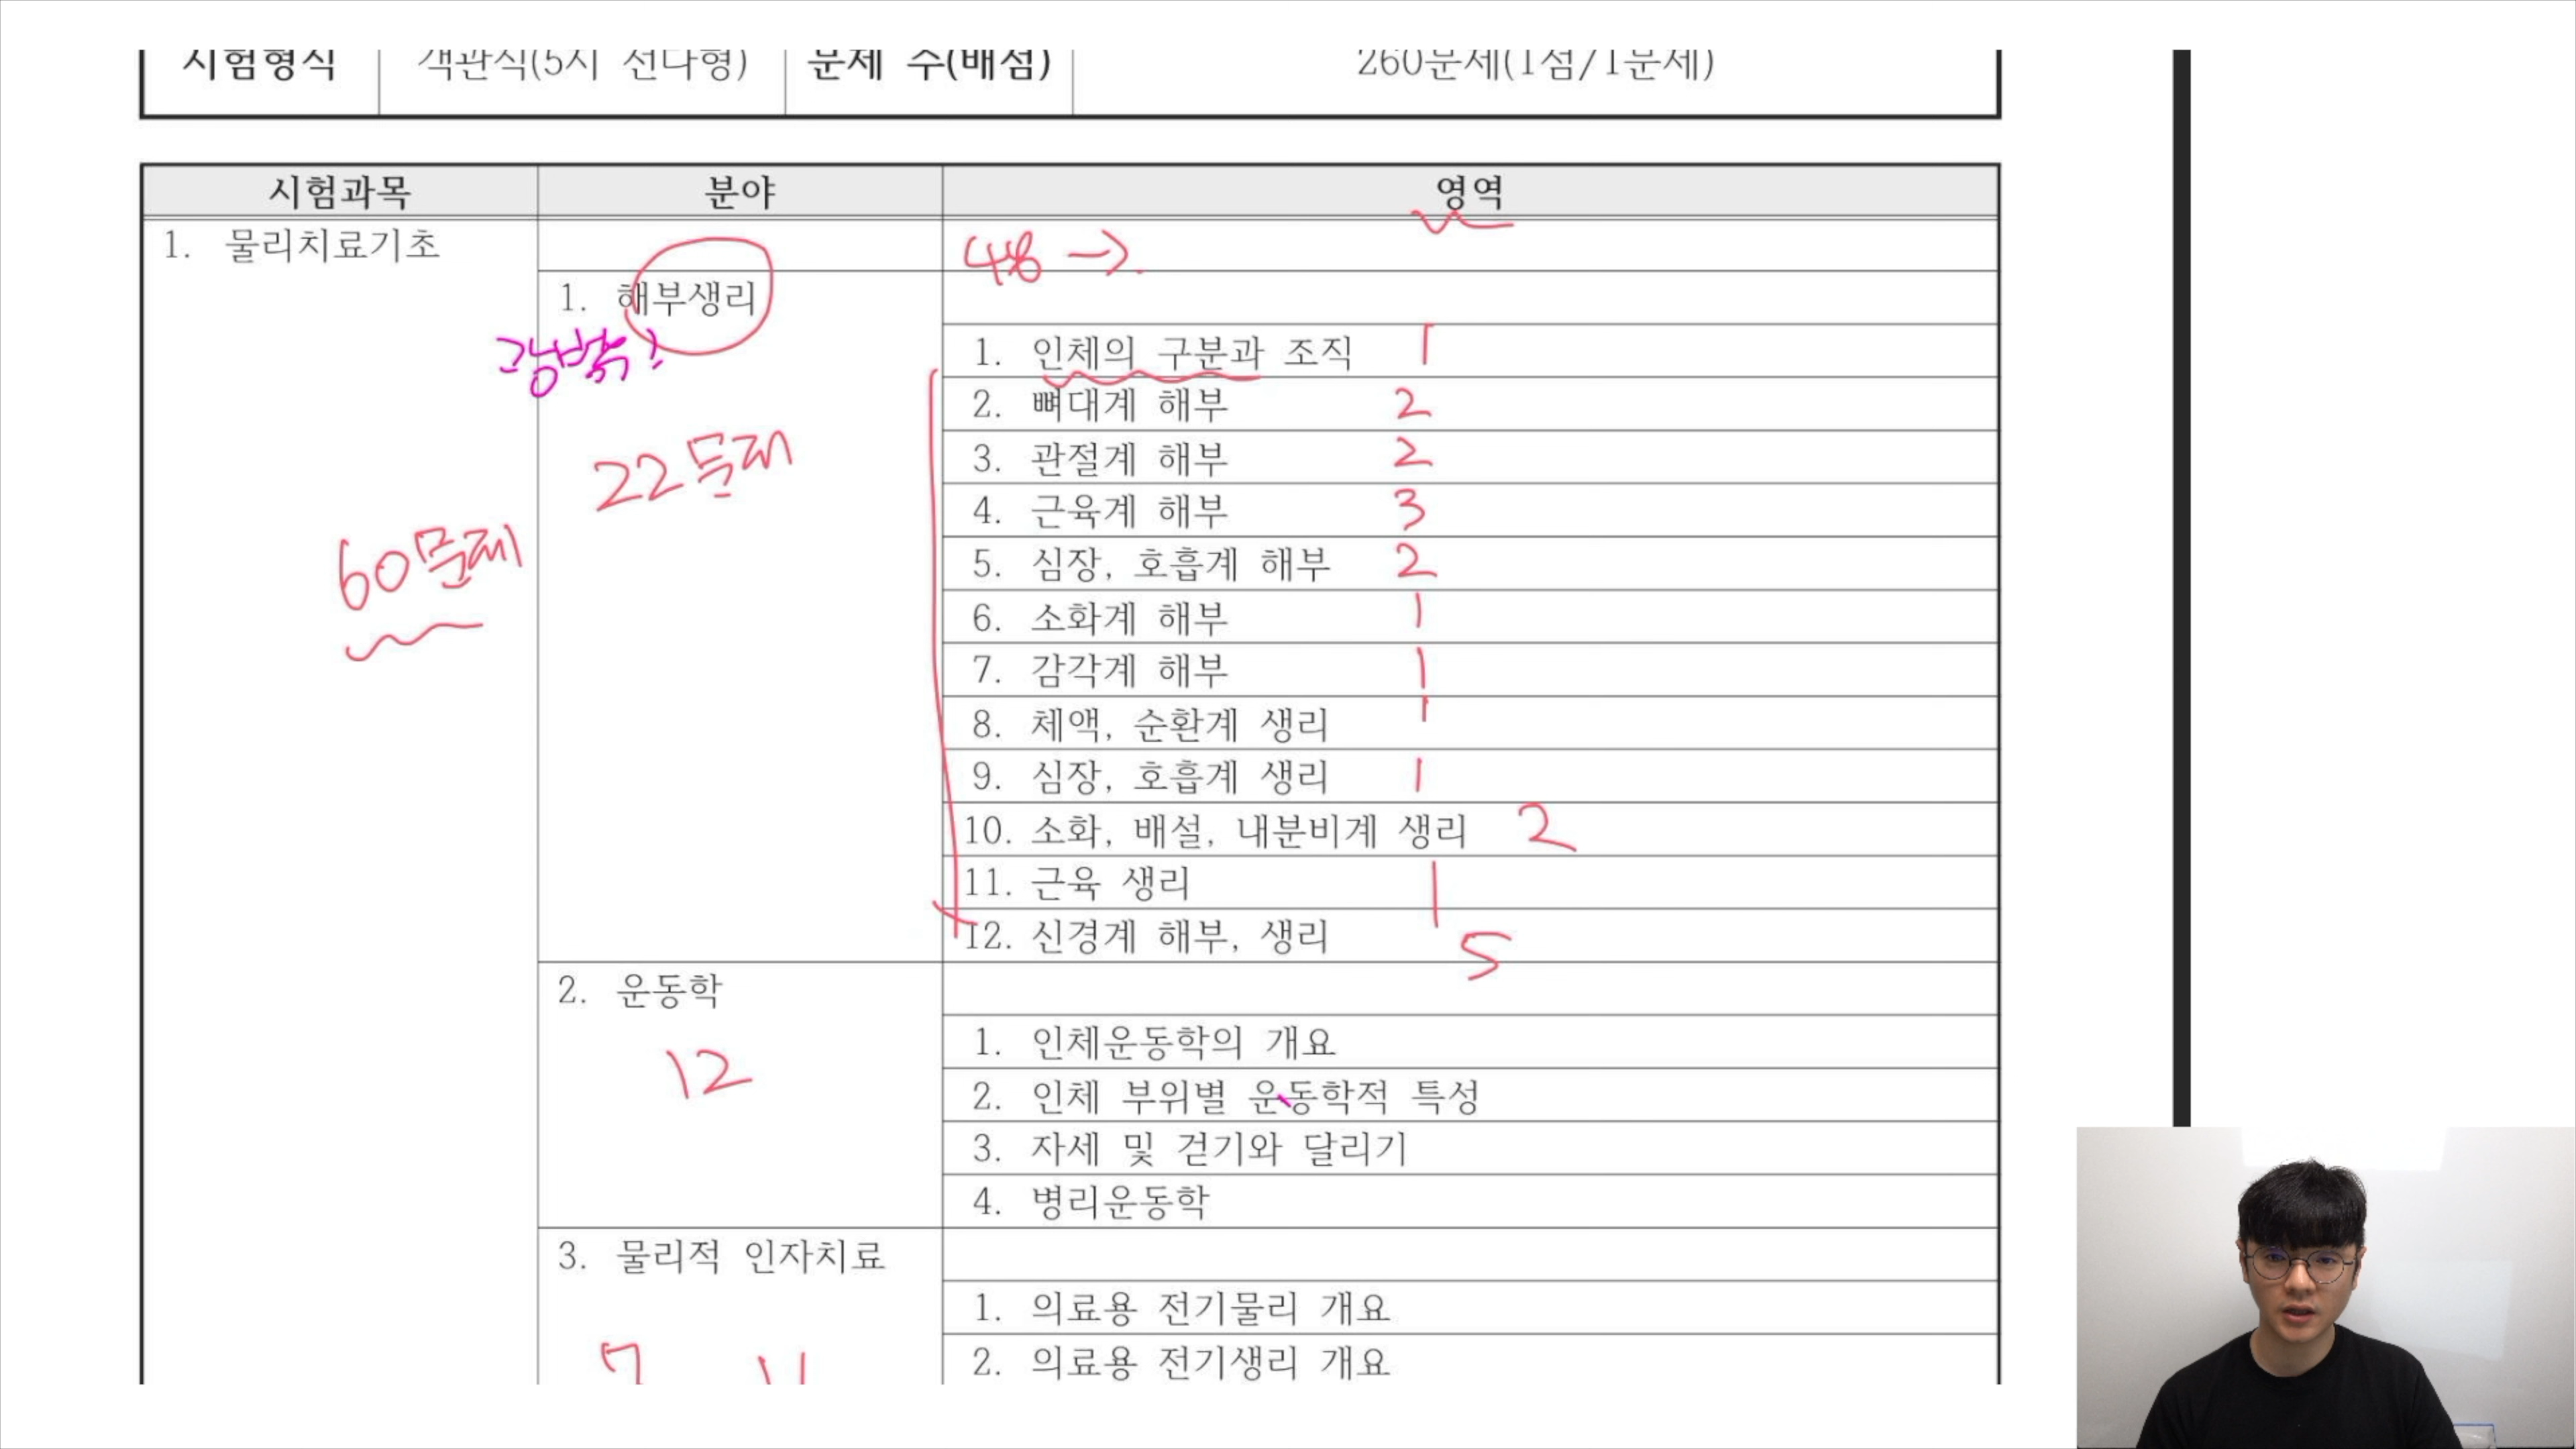 시험형식 객관식(5지 선다형) 문제 수(배점) 260문제(1점/1문제)
시험과목 분야 영역
1. 물리치료기초 48 →
1. 해부생리
강박!
1. 인체의 구분과 조직 1
2. 뼈대계 해부 2
22문제
3. 관절계 해부 2
4. 근육계 해부 3
60문제
5. 심장, 호흡계 해부 2
6. 소화계 해부 1
7. 감각계 해부 1
8. 체액, 순환계 생리 1
9. 심장, 호흡계 생리 1
10. 소화, 배설, 내분비계 생리 2
11. 근육 생리 1
12. 신경계 해부, 생리 5
2. 운동학
12
1. 인체운동학의 개요
2. 인체 부위별 운동학적 특성
3. 자세 및 걷기와 달리기
4. 병리운동학
3. 물리적 인자치료
1. 의료용 전기물리 개요
2. 의료용 전기생리 개요